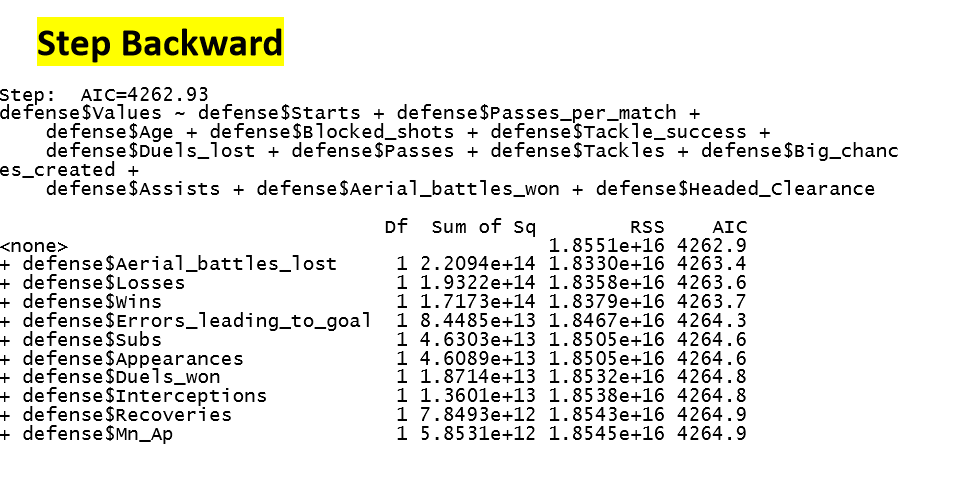 Step Backward
Step:  AIC=4262.93
defense$Values ~ defense$Starts + defense$Passes_per_match +
    defense$Age + defense$Blocked_shots + defense$Tackle_success +
    defense$Duels_lost + defense$Passes + defense$Tackles + defense$Big_chanc
es_created +
    defense$Assists + defense$Aerial_battles_won + defense$Headed_Clearance
                                  Df  Sum of Sq        RSS    AIC
<none>                                          1.8551e+16 4262.9
+ defense$Aerial_battles_lost      1 2.2094e+14 1.8330e+16 4263.4
+ defense$Losses                   1 1.9322e+14 1.8358e+16 4263.6
+ defense$Wins                     1 1.7173e+14 1.8379e+16 4263.7
+ defense$Errors_leading_to_goal   1 8.4485e+13 1.8467e+16 4264.3
+ defense$Subs                     1 4.6303e+13 1.8505e+16 4264.6
+ defense$Appearances              1 4.6089e+13 1.8505e+16 4264.6
+ defense$Duels_won                1 1.8714e+13 1.8532e+16 4264.8
+ defense$Interceptions            1 1.3601e+13 1.8538e+16 4264.8
+ defense$Recoveries               1 7.8493e+12 1.8543e+16 4264.9
+ defense$Mn_Ap                    1 5.8531e+12 1.8545e+16 4264.9